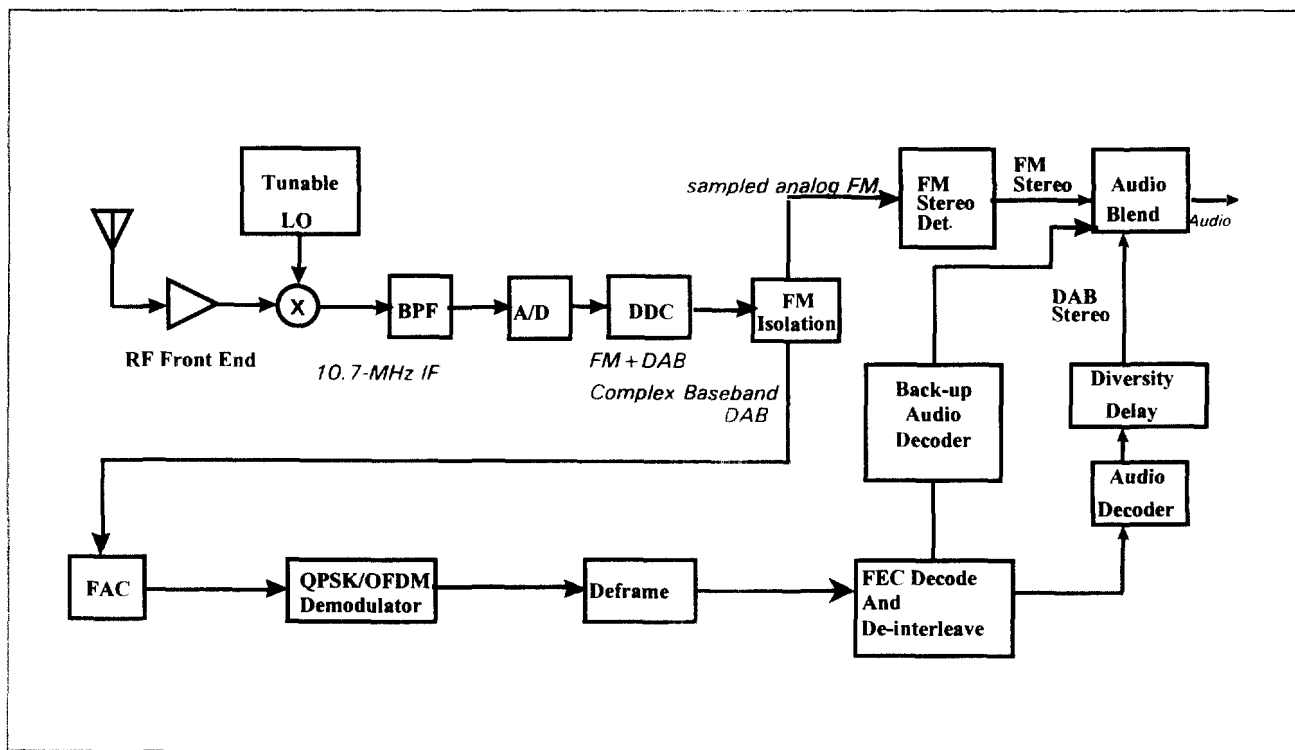 Tunable
LO
X
RF Front End
BPF
10.7-MHz IF
A/D
DDC
FM+DAB
Complex Baseband
DAB
FM
Isolation
sampled analog FM
FM
Stereo
Det.
FM
Stereo
Audio
Blend
Audio
DAB
Stereo
Back-up
Audio
Decoder
Diversity
Delay
Audio
Decoder
FAC
QPSK/OFDM
Demodulator
Deframe
FEC Decode
And
De-interleave